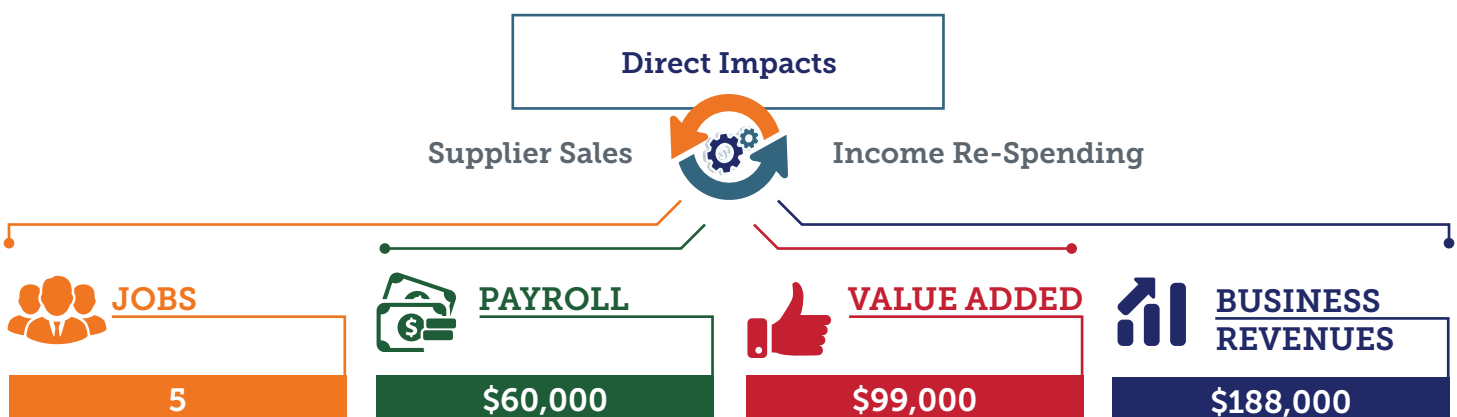 Direct Impacts
Supplier Sales
Income Re-Spending
JOBS
5
PAYROLL
$
$60,000
VALUE ADDED
$99,000
BUSINESS
REVENUES
$188,000